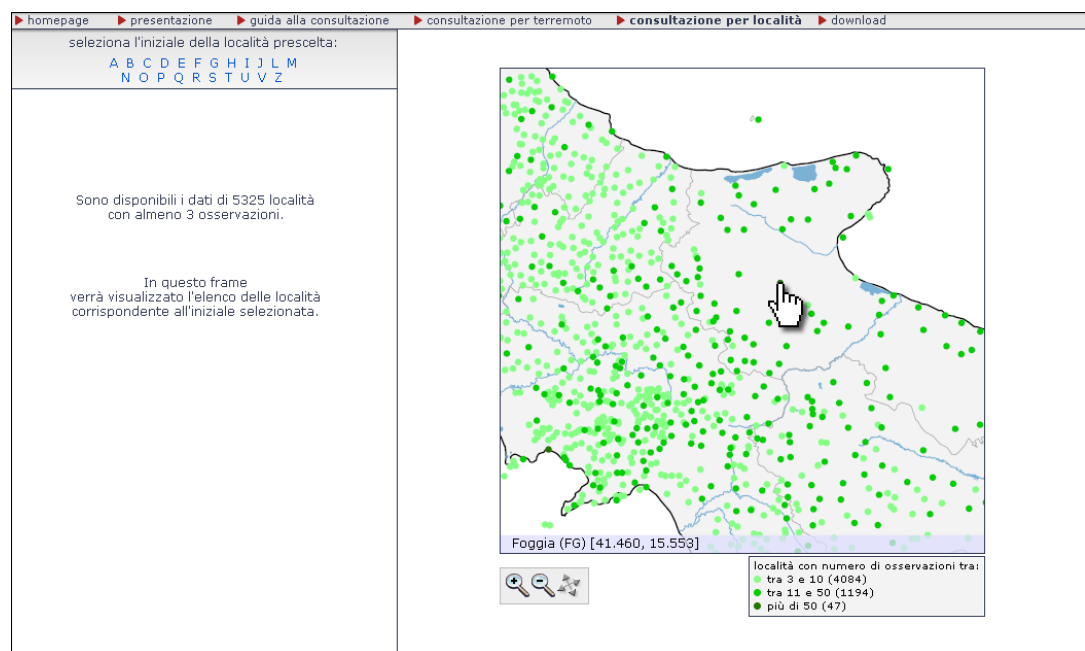 homepage presentazione guida alla consultazione consultazione per terremoto consultazione per località download
seleziona l'iniziale della località prescelta:
A B C D E F G H I J L M
N O P Q R S T U V Z
Sono disponibili i dati di 5325 località
con almeno 3 osservazioni.
In questo frame
verrà visualizzato l'elenco delle località
corrispondente all'iniziale selezionata.
Foggia (FG) [41.460, 15.553]
località con numero di osservazioni tra:
tra 3 e 10 (4084)
tra 11 e 50 (1194)
più di 50 (47)